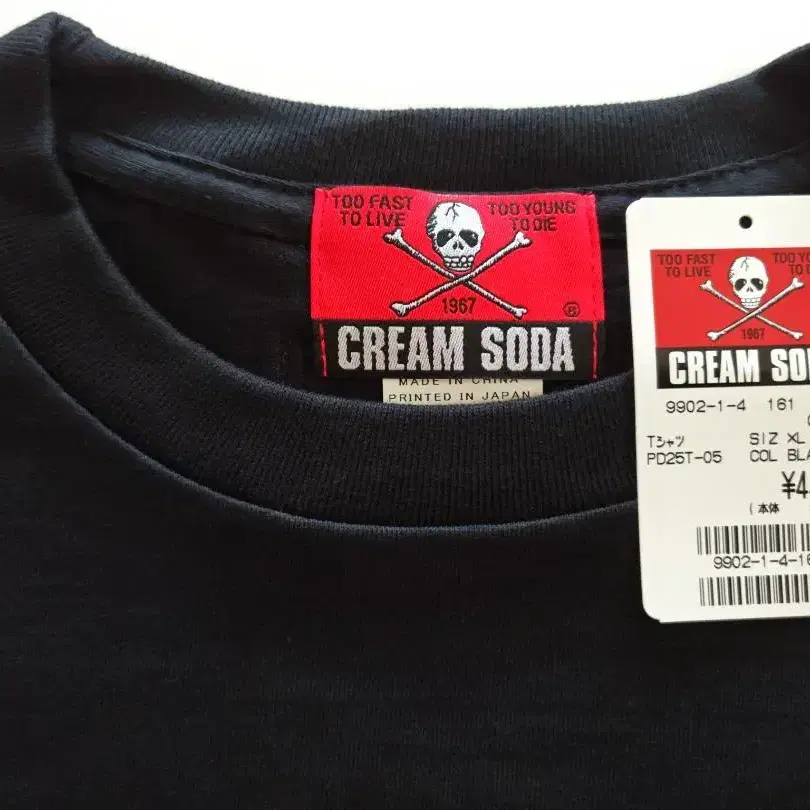 TOO FAST
TO LIVE
TOO YOUNG
TO DIE
1967
®
CREAM SODA
MADE IN CHINA
PRINTED IN JAPAN
TOO FAST
TO LIVE
TOO
1967
CREAM
9902-1-4 161
Tシャツ SIZ XL
PD25T-05 COL
¥4
(本体
9902-1-4-16